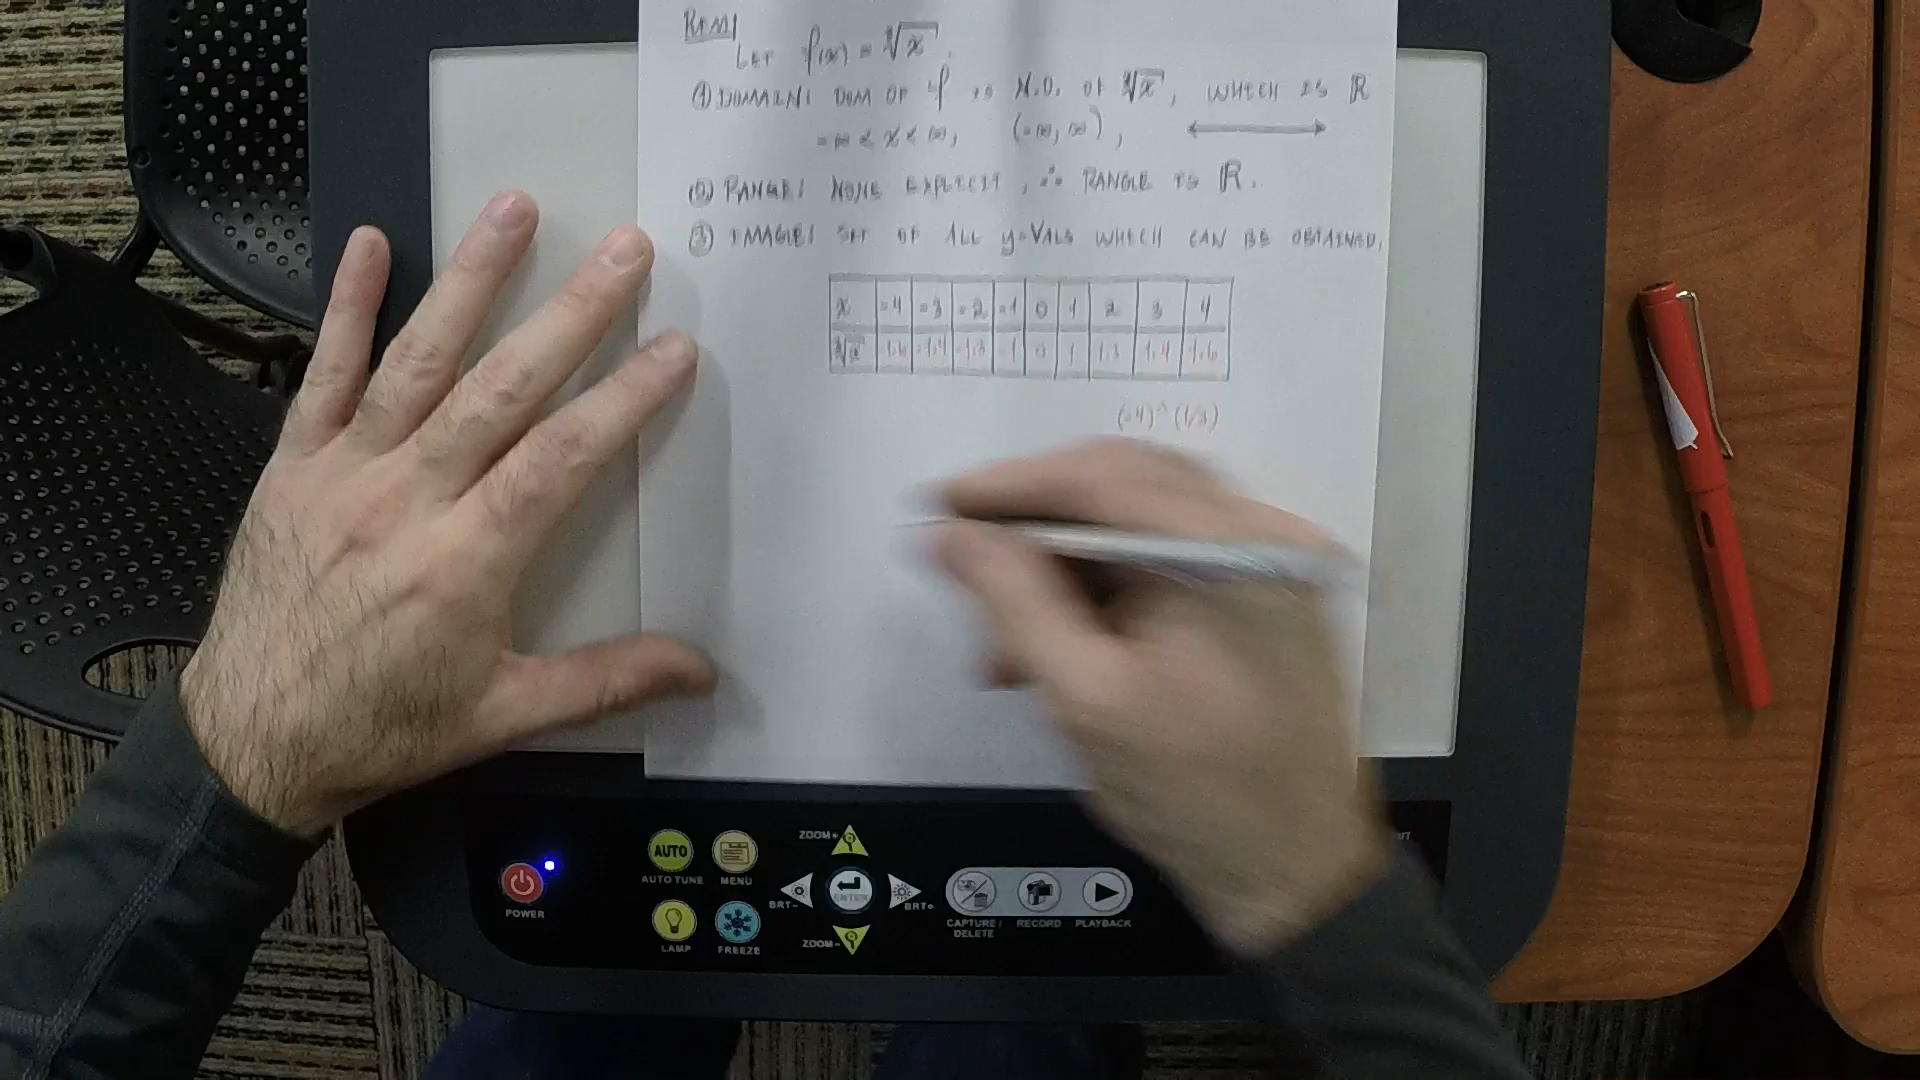 REM|
LET f(x) = ∛x.
① DOMAIN: DOM OF f IS N.D. OF ∛x, WHICH IS ℝ
-∞ < x < ∞, (-∞, ∞),
② RANGE: NONE EXPLICIT, ∴ RANGE IS ℝ.
③ IMAGE: SET OF ALL y-VALS WHICH CAN BE OBTAINED.
x -4 -3 -2 -1 0 1 2 3 4
∛x -1.6 -1.4 -1.3 -1 0 1 1.3 1.4 1.6
(-4)^(1/3)
AUTO
AUTO TUNE
MENU
ZOOM+
POWER
BRT-
ENTER
BRT+
LAMP
FREEZE
ZOOM-
CAPTURE / DELETE
RECORD
PLAYBACK